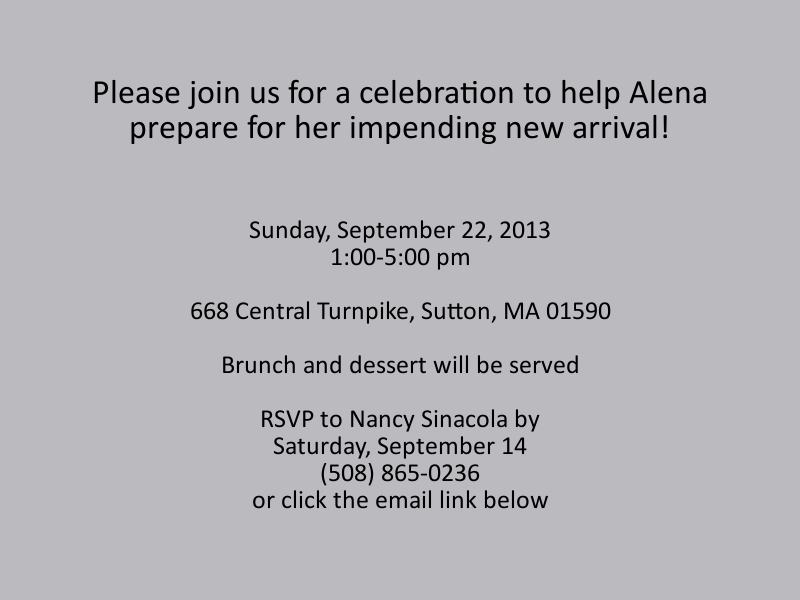 Please join us for a celebration to help Alena
prepare for her impending new arrival!
Sunday, September 22, 2013
1:00-5:00 pm
668 Central Turnpike, Sutton, MA 01590
Brunch and dessert will be served
RSVP to Nancy Sinacola by
Saturday, September 14
(508) 865-0236
or click the email link below